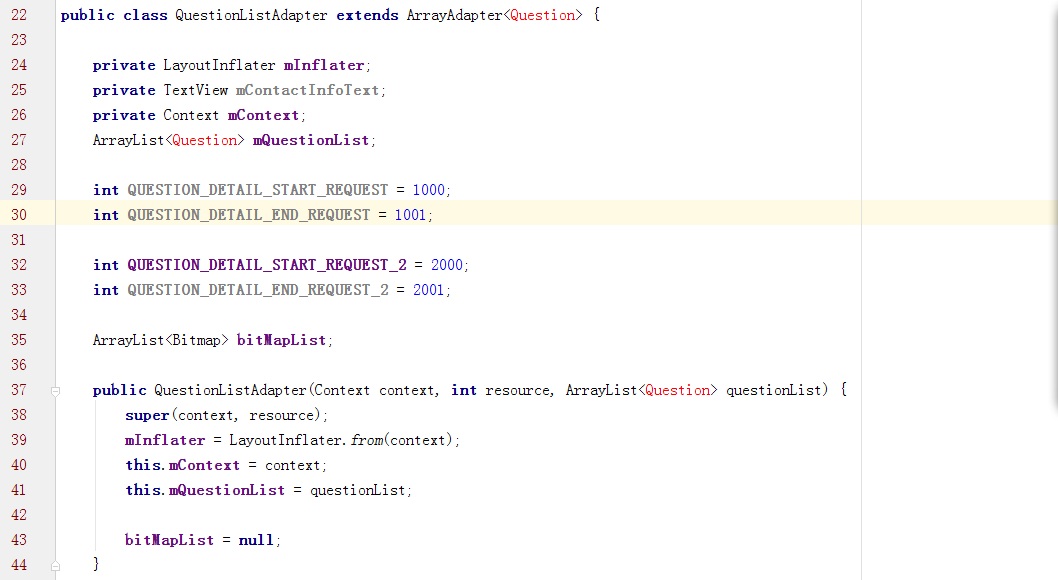 22 public class QuestionListAdapter extends ArrayAdapter<Question> {
23
24 private LayoutInflater mInflater;
25 private TextView mContactInfoText;
26 private Context mContext;
27 ArrayList<Question> mQuestionList;
28
29 int QUESTION_DETAIL_START_REQUEST = 1000;
30 int QUESTION_DETAIL_END_REQUEST = 1001;
31
32 int QUESTION_DETAIL_START_REQUEST_2 = 2000;
33 int QUESTION_DETAIL_END_REQUEST_2 = 2001;
34
35 ArrayList<Bitmap> bitMapList;
36
37 public QuestionListAdapter(Context context, int resource, ArrayList<Question> questionList) {
38 super(context, resource);
39 mInflater = LayoutInflater.from(context);
40 this.mContext = context;
41 this.mQuestionList = questionList;
42
43 bitMapList = null;
44 }